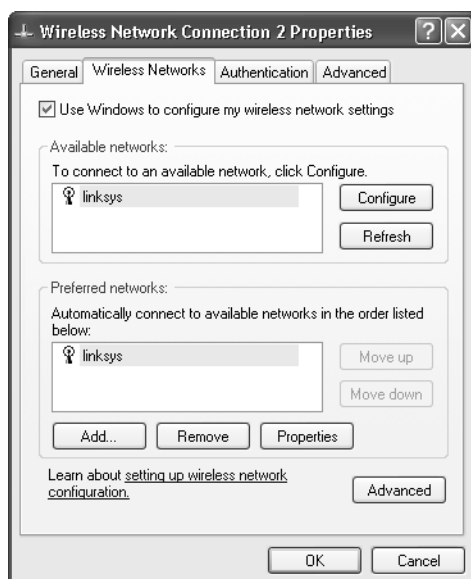 Wireless Network Connection 2 Properties
General Wireless Networks Authentication Advanced
Use Windows to configure my wireless network settings
Available networks:
To connect to an available network, click Configure.
linksys
Configure
Refresh
Preferred networks:
Automatically connect to available networks in the order listed
below:
linksys
Move up
Move down
Add... Remove Properties
Learn about setting up wireless network
configuration.
Advanced
OK Cancel